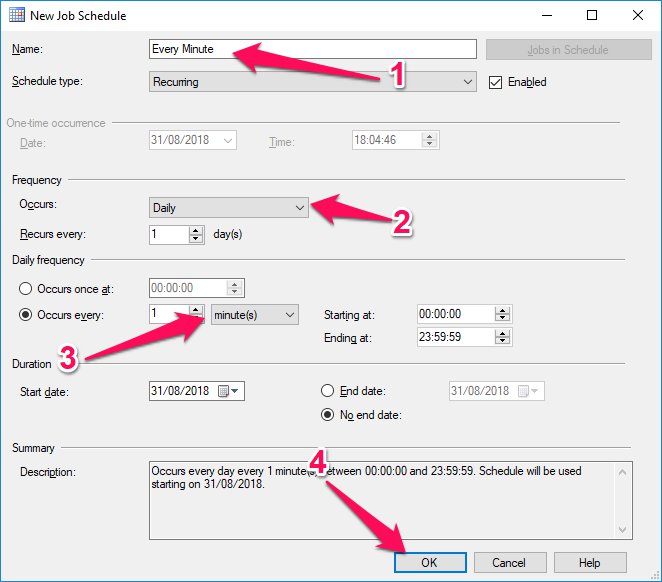 New Job Schedule
Name: Every Minute Jobs in Schedule
1
Schedule type: Recurring Enabled
One-time occurrence
Date: 31/08/2018 Time: 18:04:46
Frequency
Occurs: Daily
2
Recurs every: 1 day(s)
Daily frequency
Occurs once at: 00:00:00
Occurs every: 1 minute(s) Starting at: 00:00:00
Ending at: 23:59:59
3
Duration
Start date: 31/08/2018 End date: 31/08/2018
No end date:
Summary
4
Description: Occurs every day every 1 minute(s) between 00:00:00 and 23:59:59. Schedule will be used
starting on 31/08/2018.
OK Cancel Help